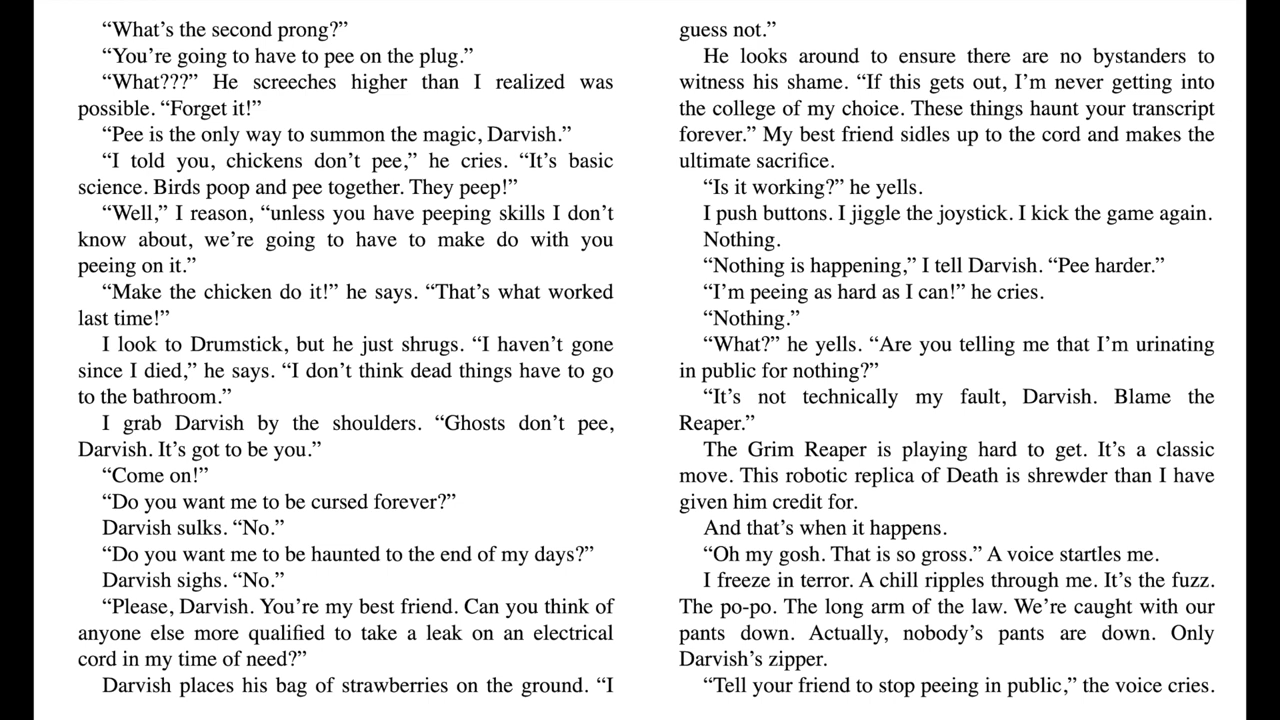 “What’s the second prong?”
“You’re going to have to pee on the plug.”
“What???” He screeches higher than I realized was
possible. “Forget it!”
“Pee is the only way to summon the magic, Darvish.”
“I told you, chickens don’t pee,” he cries. “It’s basic
science. Birds poop and pee together. They peep!”
“Well,” I reason, “unless you have peeping skills I don’t
know about, we’re going to have to make do with you
peeing on it.”
“Make the chicken do it!” he says. “That’s what worked
last time!”
I look to Drumstick, but he just shrugs. “I haven’t gone
since I died,” he says. “I don’t think dead things have to go
to the bathroom.”
I grab Darvish by the shoulders. “Ghosts don’t pee,
Darvish. It’s got to be you.”
“Come on!”
“Do you want me to be cursed forever?”
Darvish sulks. “No.”
“Do you want me to be haunted to the end of my days?”
Darvish sighs. “No.”
“Please, Darvish. You’re my best friend. Can you think of
anyone else more qualified to take a leak on an electrical
cord in my time of need?”
Darvish places his bag of strawberries on the ground. “I
guess not.”
He looks around to ensure there are no bystanders to
witness his shame. “If this gets out, I’m never getting into
the college of my choice. These things haunt your transcript
forever.” My best friend sidles up to the cord and makes the
ultimate sacrifice.
“Is it working?” he yells.
I push buttons. I jiggle the joystick. I kick the game again.
Nothing.
“Nothing is happening,” I tell Darvish. “Pee harder.”
“I’m peeing as hard as I can!” he cries.
“Nothing.”
“What?” he yells. “Are you telling me that I’m urinating
in public for nothing?”
“It’s not technically my fault, Darvish. Blame the
Reaper.”
The Grim Reaper is playing hard to get. It’s a classic
move. This robotic replica of Death is shrewder than I have
given him credit for.
And that’s when it happens.
“Oh my gosh. That is so gross.” A voice startles me.
I freeze in terror. A chill ripples through me. It’s the fuzz.
The po-po. The long arm of the law. We’re caught with our
pants down. Actually, nobody’s pants are down. Only
Darvish’s zipper.
“Tell your friend to stop peeing in public,” the voice cries.